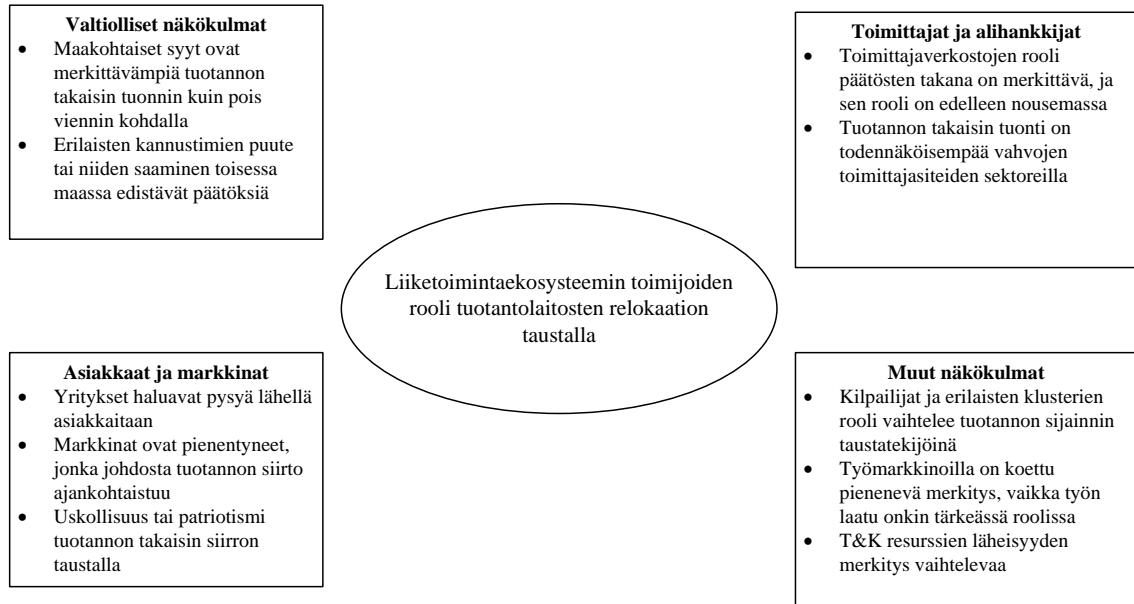 Valtiolliset näkökulmat
• Maakohtaiset syyt ovat
merkittävämpiä tuotannon
takaisin tuonnin kuin pois
viennin kohdalla
• Erilaisten kannustimien puute
tai niiden saaminen toisessa
maassa edistävät päätöksiä
Toimittajat ja alihankkijat
• Toimittajaverkostojen rooli
päätösten takana on merkittävä, ja
sen rooli on edelleen nousemassa
• Tuotannon takaisin tuonti on
todennäköisempää vahvojen
toimittajasiteiden sektoreilla
Liiketoimintaekosysteemin toimijoiden
rooli tuotantolaitosten relokaation
taustalla
Asiakkaat ja markkinat
• Yritykset haluavat pysyä lähellä
asiakkaitaan
• Markkinat ovat pienentyneet,
jonka johdosta tuotannon siirto
ajankohtaistuu
• Uskollisuus tai patriotismi
tuotannon takaisin siirron
taustalla
Muut näkökulmat
• Kilpailijat ja erilaisten klusterien
rooli vaihtelee tuotannon sijainnin
taustatekijöinä
• Työmarkkinoilla on koettu
pienenevä merkitys, vaikka työn
laatu onkin tärkeässä roolissa
• T&K resurssien läheisyyden
merkitys vaihtelevaa